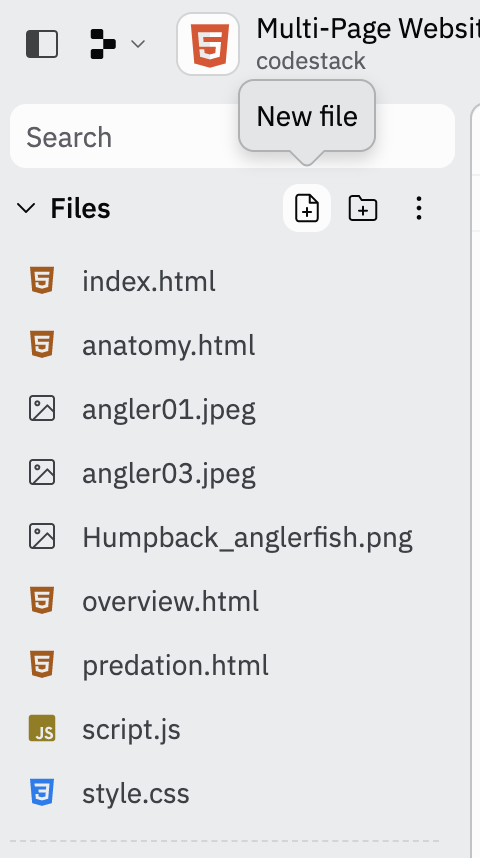 Multi-Page Websit
codestack
New file
Search
Files
index.html
anatomy.html
angler01.jpeg
angler03.jpeg
Humpback_anglerfish.png
overview.html
predation.html
JS script.js
style.css